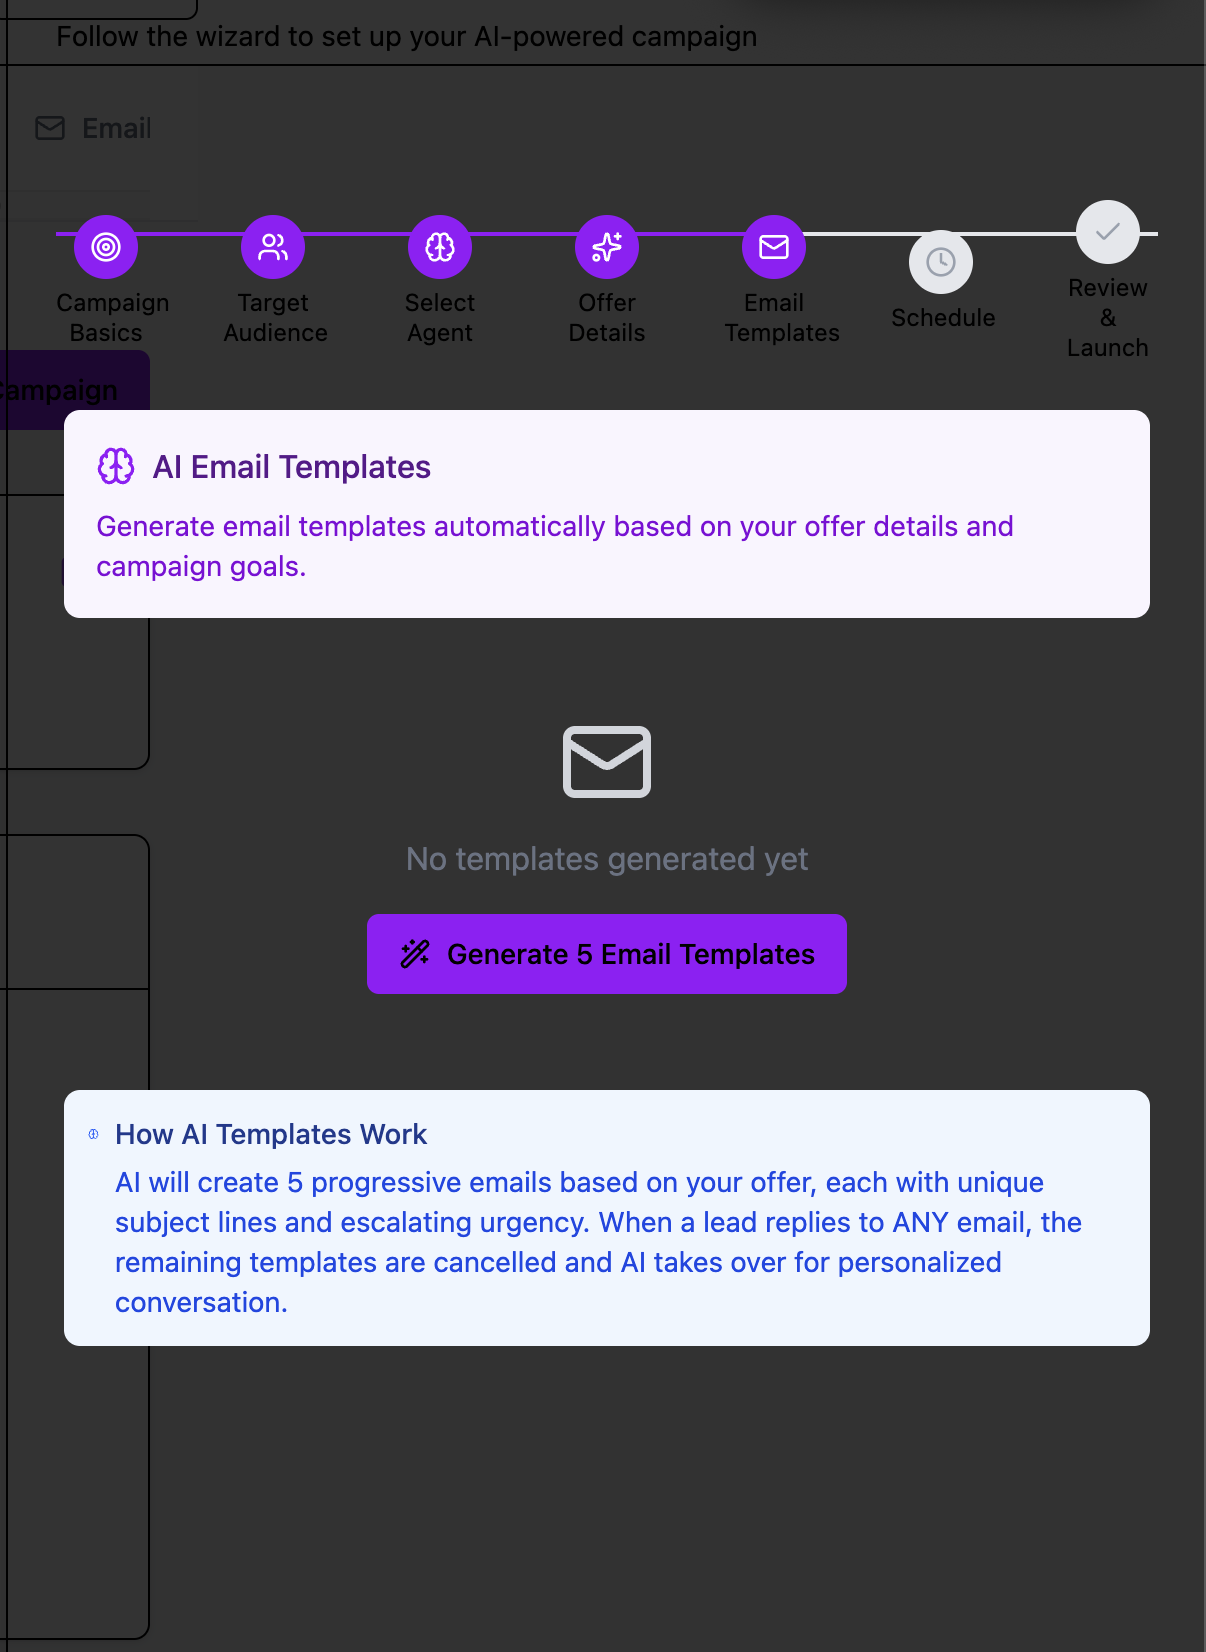 Follow the wizard to set up your AI-powered campaign
Email
Campaign
Basics
Target
Audience
Select
Agent
Offer
Details
Email
Templates
Schedule
Review
&
Launch
Campaign
AI Email Templates
Generate email templates automatically based on your offer details and
campaign goals.
No templates generated yet
Generate 5 Email Templates
How AI Templates Work
AI will create 5 progressive emails based on your offer, each with unique
subject lines and escalating urgency. When a lead replies to ANY email, the
remaining templates are cancelled and AI takes over for personalized
conversation.